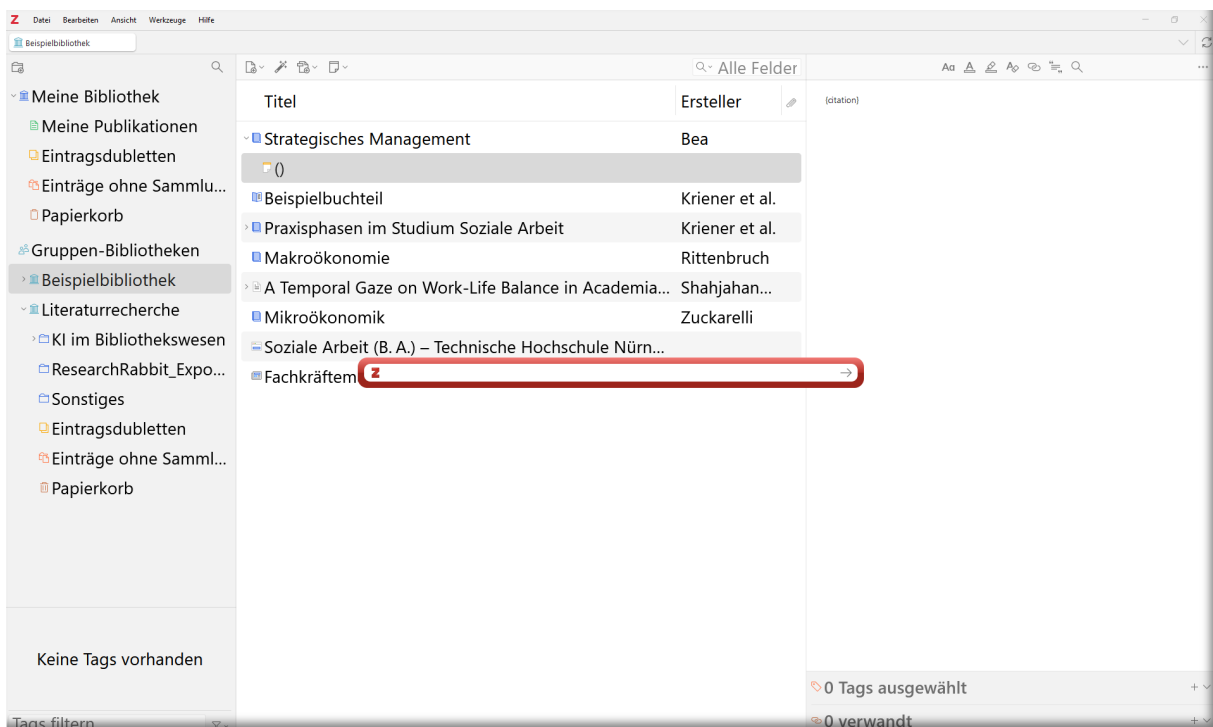 Z Datei Bearbeiten Ansicht Werkzeuge Hilfe
Beispielbibliothek
Alle Felder
Meine Bibliothek
Meine Publikationen
Eintragsdubletten
Einträge ohne Sammlu...
Papierkorb
Gruppen-Bibliotheken
Beispielbibliothek
Literaturrecherche
KI im Bibliothekswesen
ResearchRabbit_Expo...
Sonstiges
Eintragsdubletten
Einträge ohne Samml...
Papierkorb
Keine Tags vorhanden
Tags filtern
Titel Ersteller
Strategisches Management Bea
()
Beispielbuchteil Kriener et al.
Praxisphasen im Studium Soziale Arbeit Kriener et al.
Makroökonomie Rittenbruch
A Temporal Gaze on Work-Life Balance in Academia... Shahjahan...
Mikroökonomik Zuckarelli
Soziale Arbeit (B. A.) – Technische Hochschule Nürn...
Fachkräftem
Z
Aa A
(citation)
0 Tags ausgewählt
0 verwandt